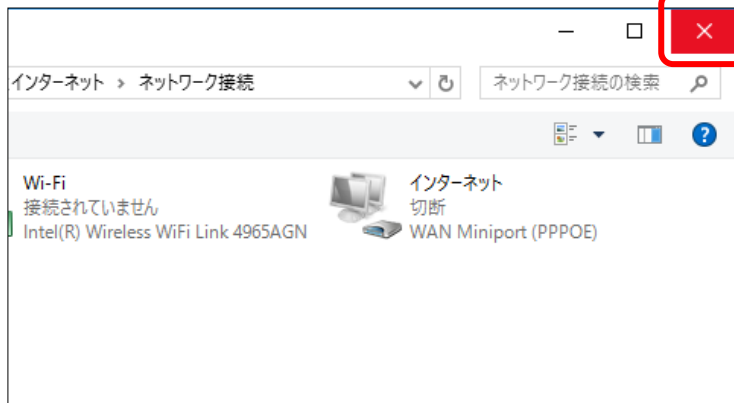 インターネット › ネットワーク接続
ネットワーク接続の検索
Wi-Fi
接続されていません
Intel(R) Wireless WiFi Link 4965AGN
インターネット
切断
WAN Miniport (PPPOE)